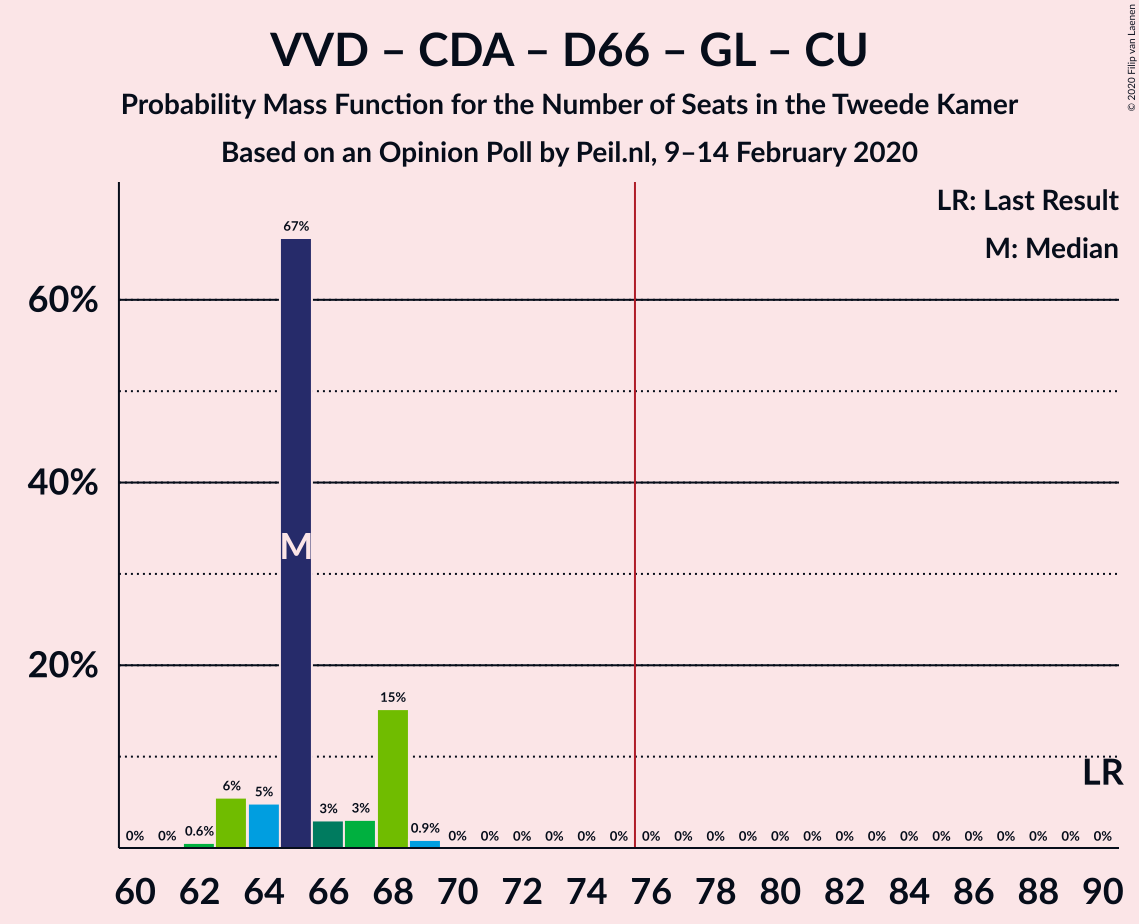 VVD – CDA – D66 – GL – CU
Probability Mass Function for the Number of Seats in the Tweede Kamer
Based on an Opinion Poll by Peil.nl, 9–14 February 2020
© 2020 Filip van Laenen
LR: Last Result
M: Median
60%
40%
20%
67%
M
15%
LR
0% 0% 0.6% 6% 5% 3% 3% 0.9% 0% 0% 0% 0% 0% 0% 0% 0% 0% 0% 0% 0% 0% 0% 0% 0% 0% 0% 0% 0% 0%
60 62 64 66 68 70 72 74 76 78 80 82 84 86 88 90